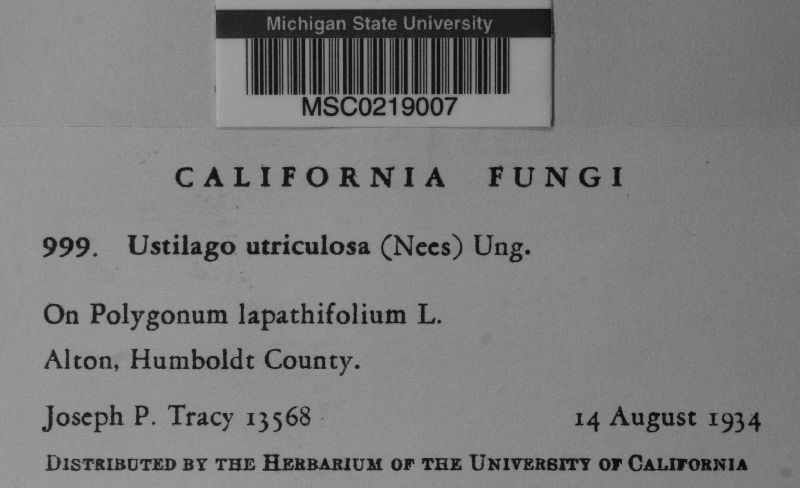 Michigan State University
MSC0219007
CALIFORNIA FUNGI
999. Ustilago utriculosa (Nees) Ung.
On Polygonum lapathifolium L.
Alton, Humboldt County.
Joseph P. Tracy 13568 14 August 1934
DISTRIBUTED BY THE HERBARIUM OF THE UNIVERSITY OF CALIFORNIA